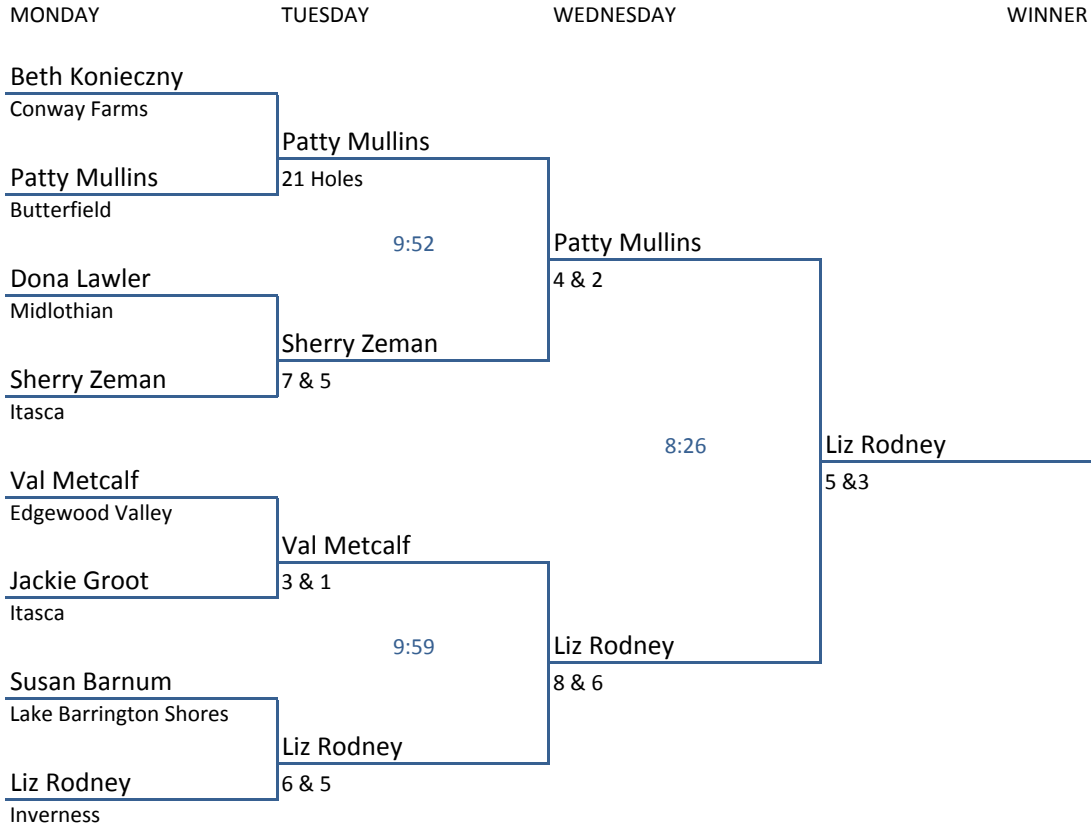 MONDAY TUESDAY WEDNESDAY WINNER
Beth Konieczny
Conway Farms
Patty Mullins
Patty Mullins
21 Holes
Butterfield
9:52
Patty Mullins
Dona Lawler
4 & 2
Midlothian
Sherry Zeman
Sherry Zeman
7 & 5
Itasca
8:26
Liz Rodney
Val Metcalf
5 &3
Edgewood Valley
Val Metcalf
Jackie Groot
3 & 1
Itasca
9:59
Liz Rodney
Susan Barnum
8 & 6
Lake Barrington Shores
Liz Rodney
Liz Rodney
6 & 5
Inverness